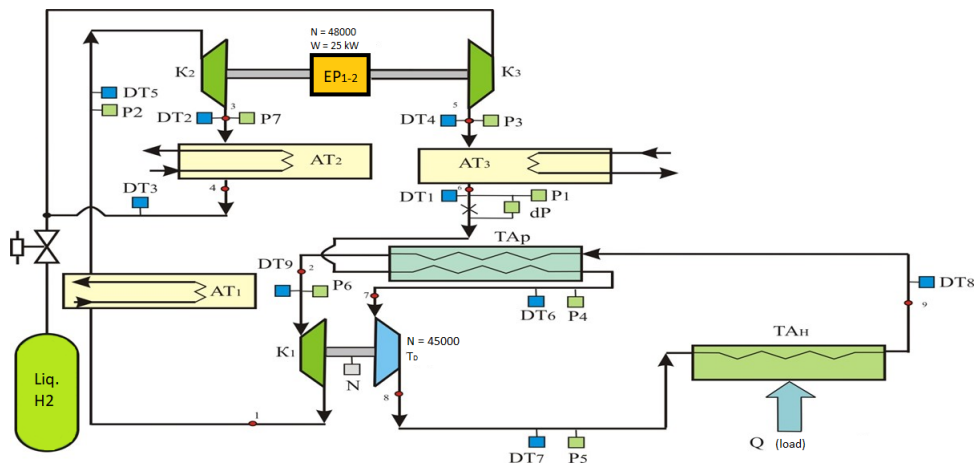 N = 48000
W = 25 kW
K2
EP1-2
K3
DT5
P2
3
5
DT2
P7
DT4
P3
AT2
AT3
4
6
DT3
DT1
P1
dP
TAp
DT9
2
P6
DT8
9
AT1
7
DT6
P4
K1
N = 45000
TD
TAH
N
Liq.
H2
8
1
DT7
P5
Q
(load)